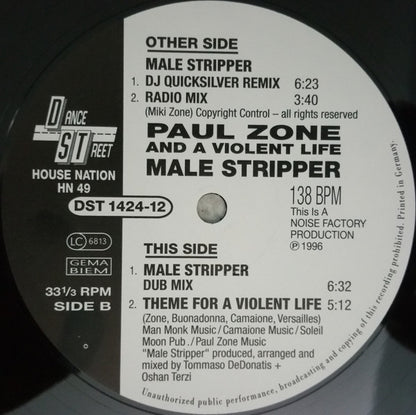 OTHER SIDE
MALE STRIPPER
1. DJ QUICKSILVER REMIX 6:23
2. RADIO MIX 3:40
(Miki Zone) Copyright Control – all rights reserved
PAUL ZONE
AND A VIOLENT LIFE
MALE STRIPPER
DANCE
STREET
HOUSE NATION
HN 49
DST 1424-12
138 BPM
This Is A
NOISE FACTORY
PRODUCTION
℗ 1996
LC 6813
GEMA
BIEM
33 1/3 RPM
SIDE B
THIS SIDE
1. MALE STRIPPER
DUB MIX 6:32
2. THEME FOR A VIOLENT LIFE 5:12
(Zone, Buonadonna, Camaione, Versailles)
Man Monk Music / Camaione Music / Soleil
Moon Pub. / Paul Zone Music
"Male Stripper" produced, arranged and
mixed by Tommaso DeDonatis +
Oshan Terzi
Unauthorized public performance, broadcasting and copying of this recording prohibited. Printed in Germany.